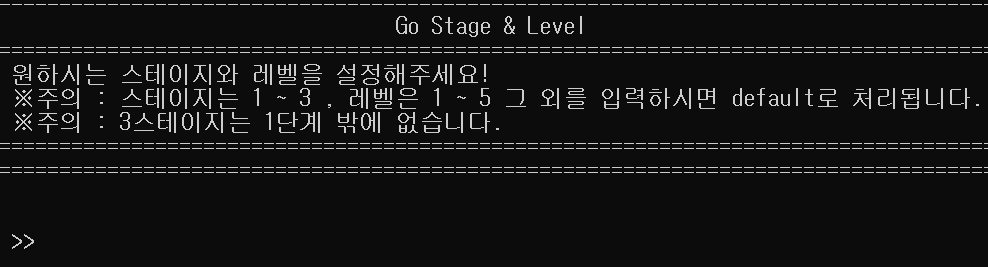 Go Stage & Level
원하시는 스테이지와 레벨을 설정해주세요!
※주의 : 스테이지는 1 ~ 3 , 레벨은 1 ~ 5 그 외를 입력하시면 default로 처리됩니다.
※주의 : 3스테이지는 1단계 밖에 없습니다.
>>